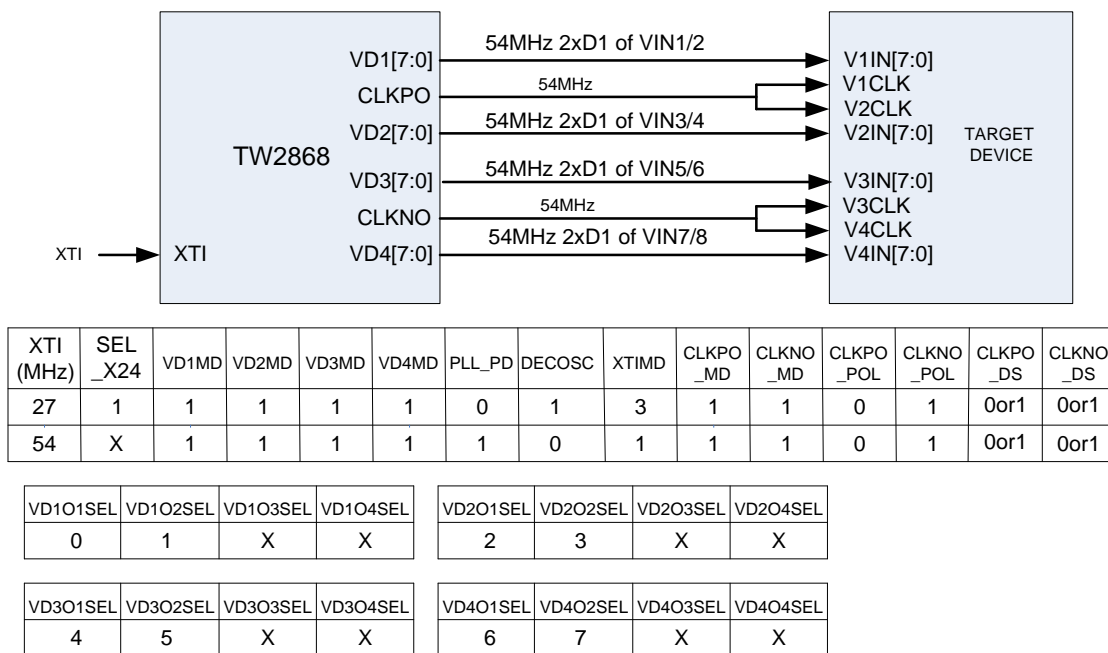 54MHz 2xD1 of VIN1/2
VD1[7:0]
V1IN[7:0]
54MHz
V1CLK
CLKPO
V2CLK
54MHz 2xD1 of VIN3/4
VD2[7:0]
V2IN[7:0]
TW2868
TARGET
DEVICE
54MHz 2xD1 of VIN5/6
VD3[7:0]
V3IN[7:0]
54MHz
V3CLK
CLKNO
V4CLK
54MHz 2xD1 of VIN7/8
XTI
XTI
VD4[7:0]
V4IN[7:0]
XTI (MHz) SEL _X24 VD1MD VD2MD VD3MD VD4MD PLL_PD DECOSC XTIMD CLKPO _MD CLKNO _MD CLKPO _POL CLKNO _POL CLKPO _DS CLKNO _DS
27 1 1 1 1 1 0 1 3 1 1 0 1 0or1 0or1
54 X 1 1 1 1 1 0 1 1 1 0 1 0or1 0or1
VD1O1SEL VD1O2SEL VD1O3SEL VD1O4SEL
0 1 X X
VD2O1SEL VD2O2SEL VD2O3SEL VD2O4SEL
2 3 X X
VD3O1SEL VD3O2SEL VD3O3SEL VD3O4SEL
4 5 X X
VD4O1SEL VD4O2SEL VD4O3SEL VD4O4SEL
6 7 X X